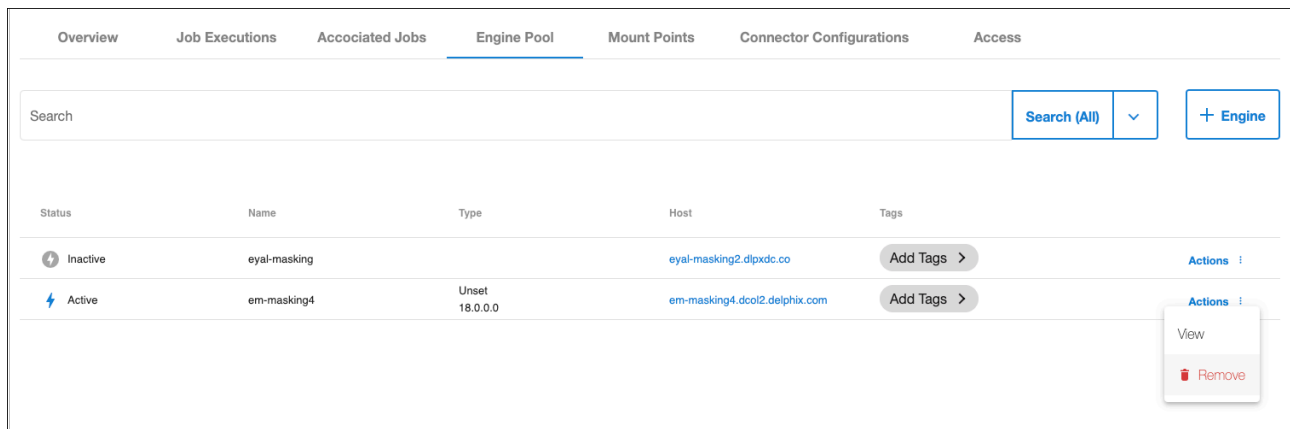 Overview Job Executions Accociated Jobs Engine Pool Mount Points Connector Configurations Access
Search Search (All) + Engine
Status Name Type Host Tags
Inactive eyal-masking eyal-masking2.dlpxdc.co Add Tags Actions
Active em-masking4 Unset 18.0.0.0 em-masking4.dcol2.delphix.com Add Tags Actions
View
Remove